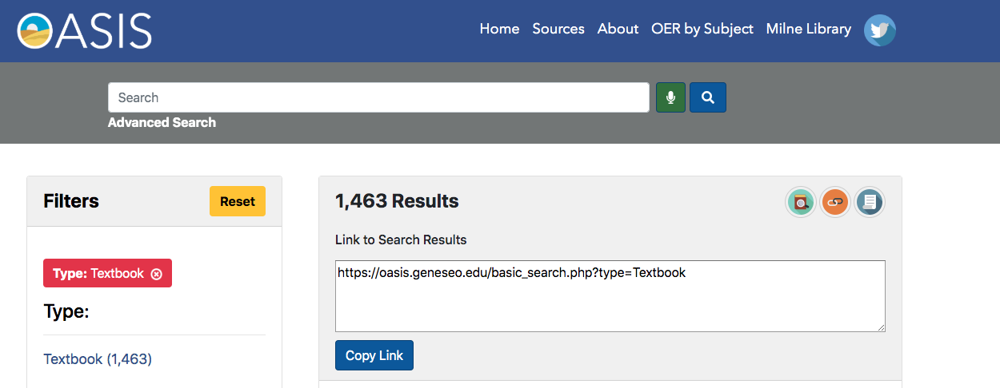 OASIS
Home Sources About OER by Subject Milne Library
Search
Advanced Search
Filters
Reset
Type: Textbook
Type:
Textbook (1,463)
1,463 Results
Link to Search Results
https://oasis.geneseo.edu/basic_search.php?type=Textbook
Copy Link